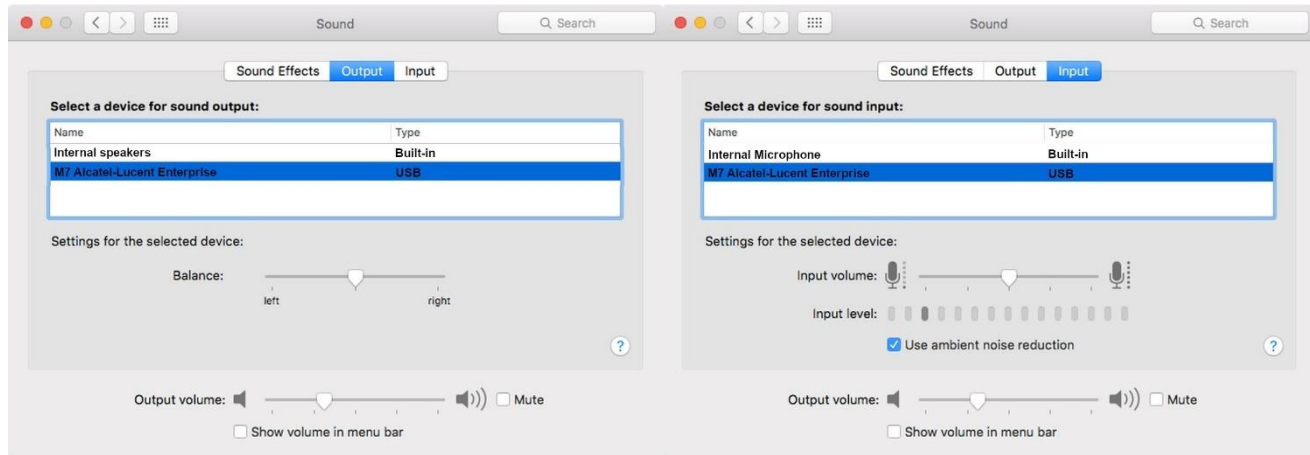 Sound
Search
Sound Effects Output Input
Select a device for sound output:
Name Type
Internal speakers Built-in
M7 Alcatel-Lucent Enterprise USB
Settings for the selected device:
Balance:
left right
?
Output volume: Mute
Show volume in menu bar
Sound
Search
Sound Effects Output Input
Select a device for sound input:
Name Type
Internal Microphone Built-in
M7 Alcatel-Lucent Enterprise USB
Settings for the selected device:
Input volume:
Input level:
Use ambient noise reduction
?
Output volume: Mute
Show volume in menu bar